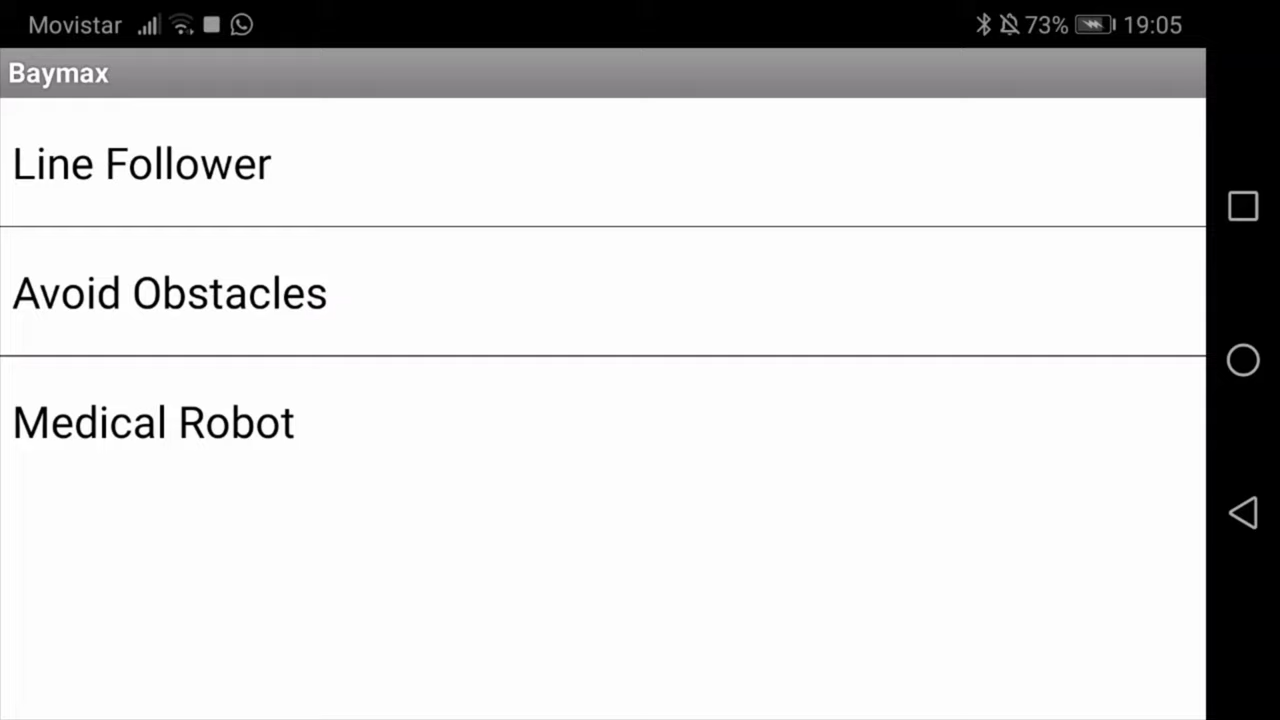 Movistar 73% 19:05
Baymax
Line Follower
Avoid Obstacles
Medical Robot